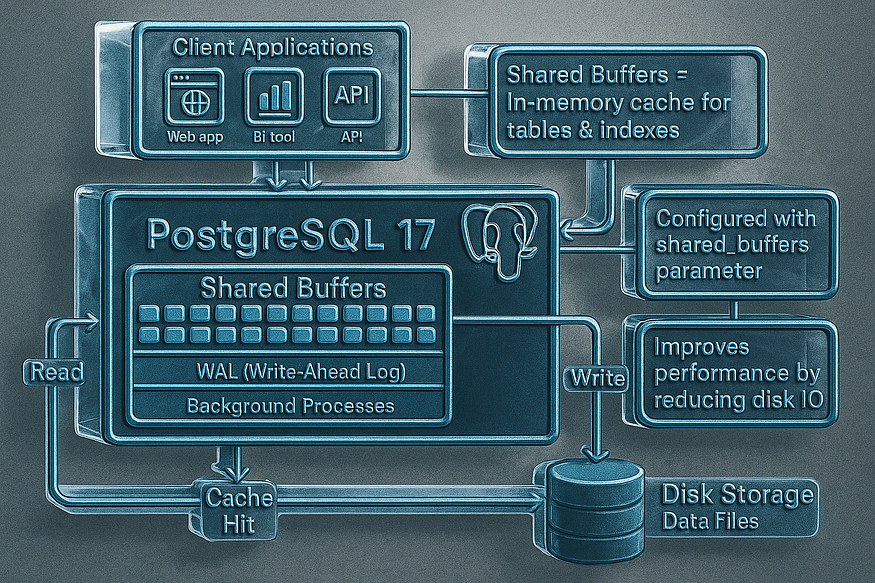 Client Applications
API
Web app
Bi tool
API
Shared Buffers =
In-memory cache for
tables & indexes
PostgreSQL 17
Configured with
shared_buffers
parameter
Shared Buffers
WAL (Write-Ahead Log)
Background Processes
Improves
performance by
reducing disk IO
Read
Write
Cache
Hit
Disk Storage
Data Files